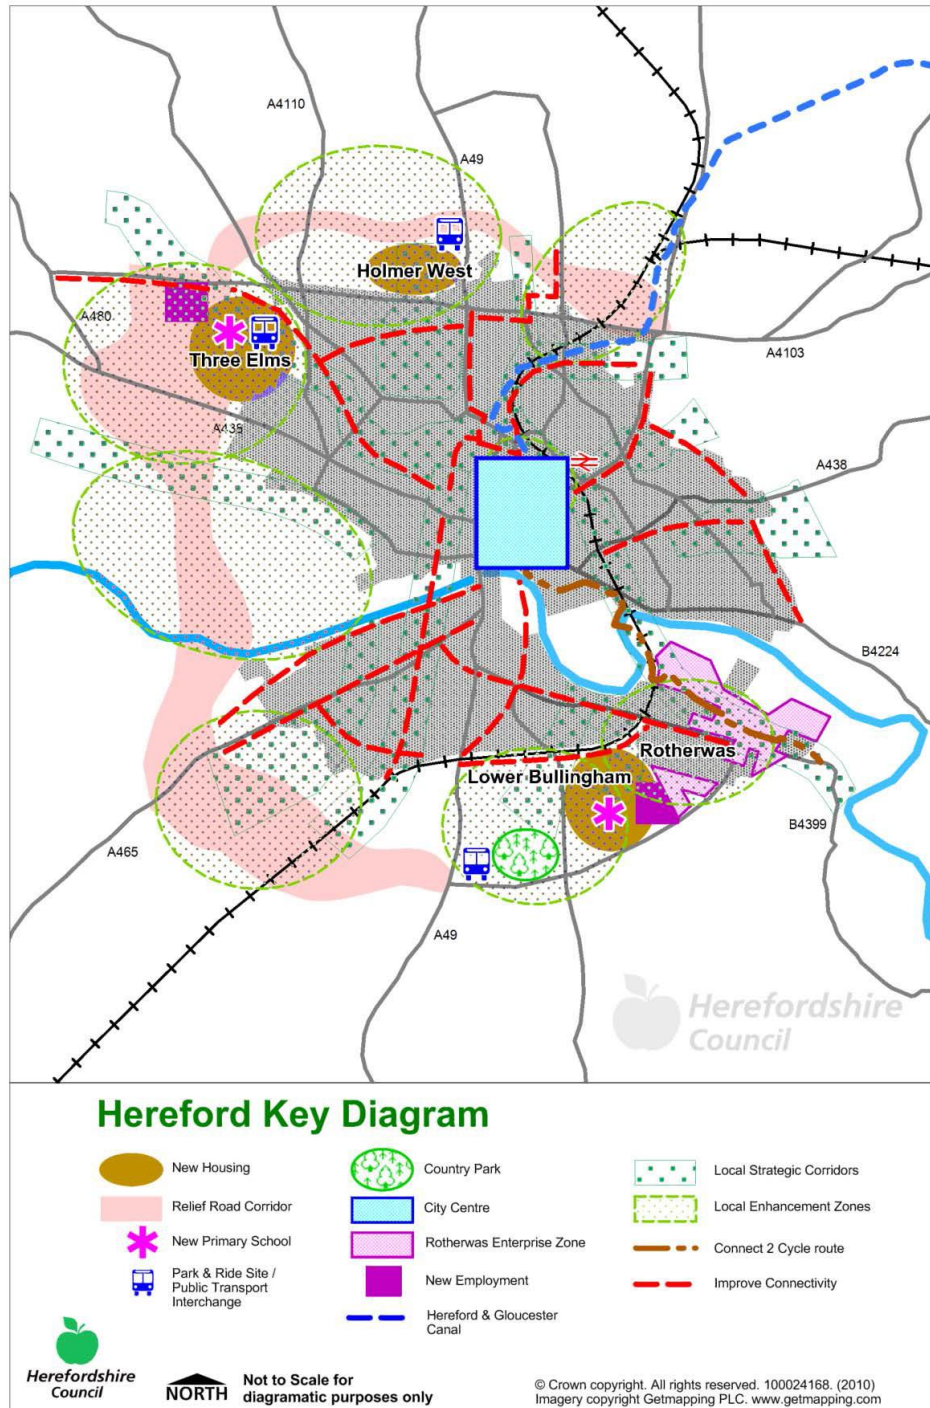 A4110
A49
Holmer West
A480
Three Elms
A4103
A438
A438
B4224
Rotherwas
Lower Bullingham
B4399
A465
A49
Herefordshire
Council
Hereford Key Diagram
New Housing
Relief Road Corridor
New Primary School
Park & Ride Site /
Public Transport
Interchange
Country Park
City Centre
Rotherwas Enterprise Zone
New Employment
Hereford & Gloucester
Canal
Local Strategic Corridors
Local Enhancement Zones
Connect 2 Cycle route
Improve Connectivity
Herefordshire
Council
NORTH
Not to Scale for
diagramatic purposes only
© Crown copyright. All rights reserved. 100024168. (2010)
Imagery copyright Getmapping PLC. www.getmapping.com